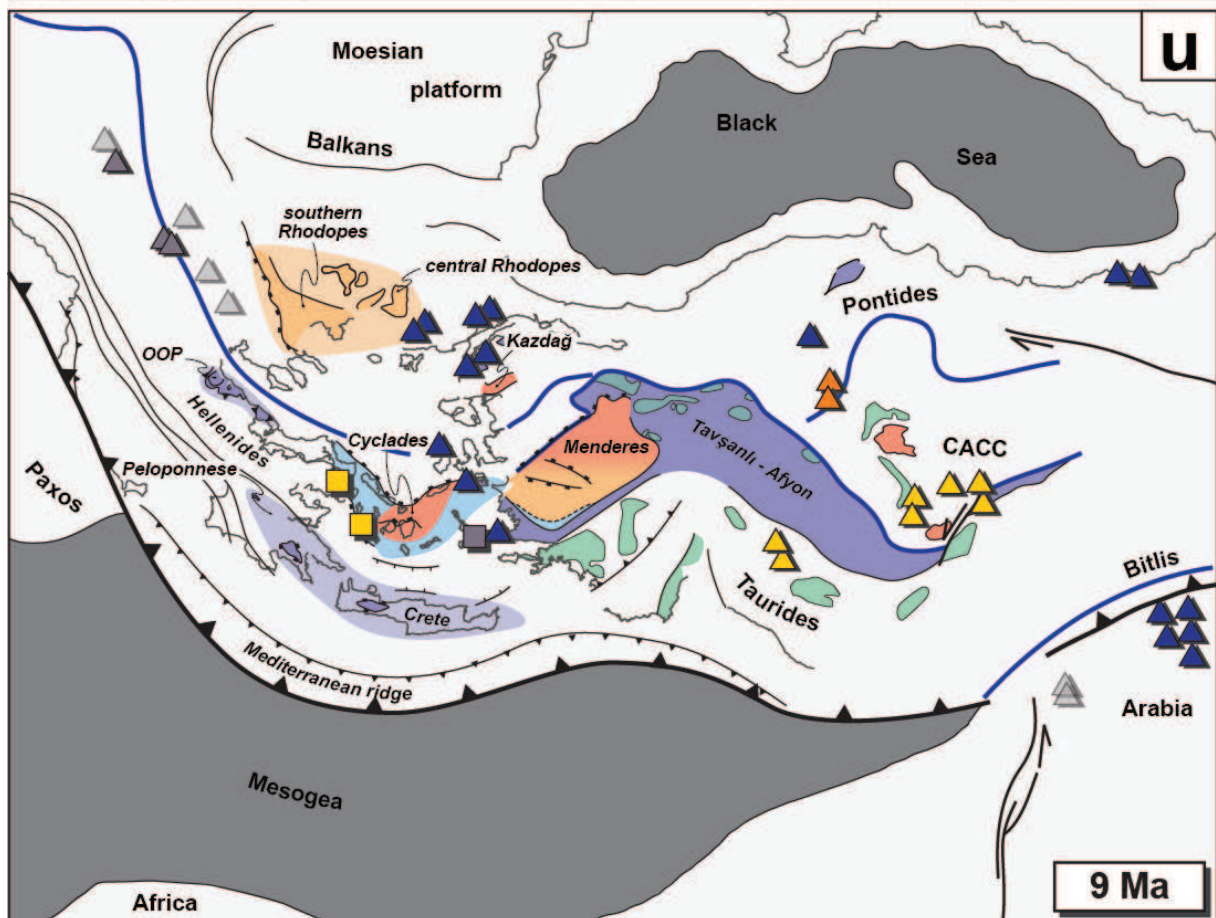 u
Moesian
platform
Black
Sea
Balkans
southern
Rhodopes
central Rhodopes
Pontides
OOP
Kazdağ
Hellenides
Cyclades
Menderes
Tavşanlı - Afyon
CACC
Peloponnese
Paxos
Bitlis
Taurides
Crete
Mediterranean ridge
Arabia
Mesogea
Africa
9 Ma